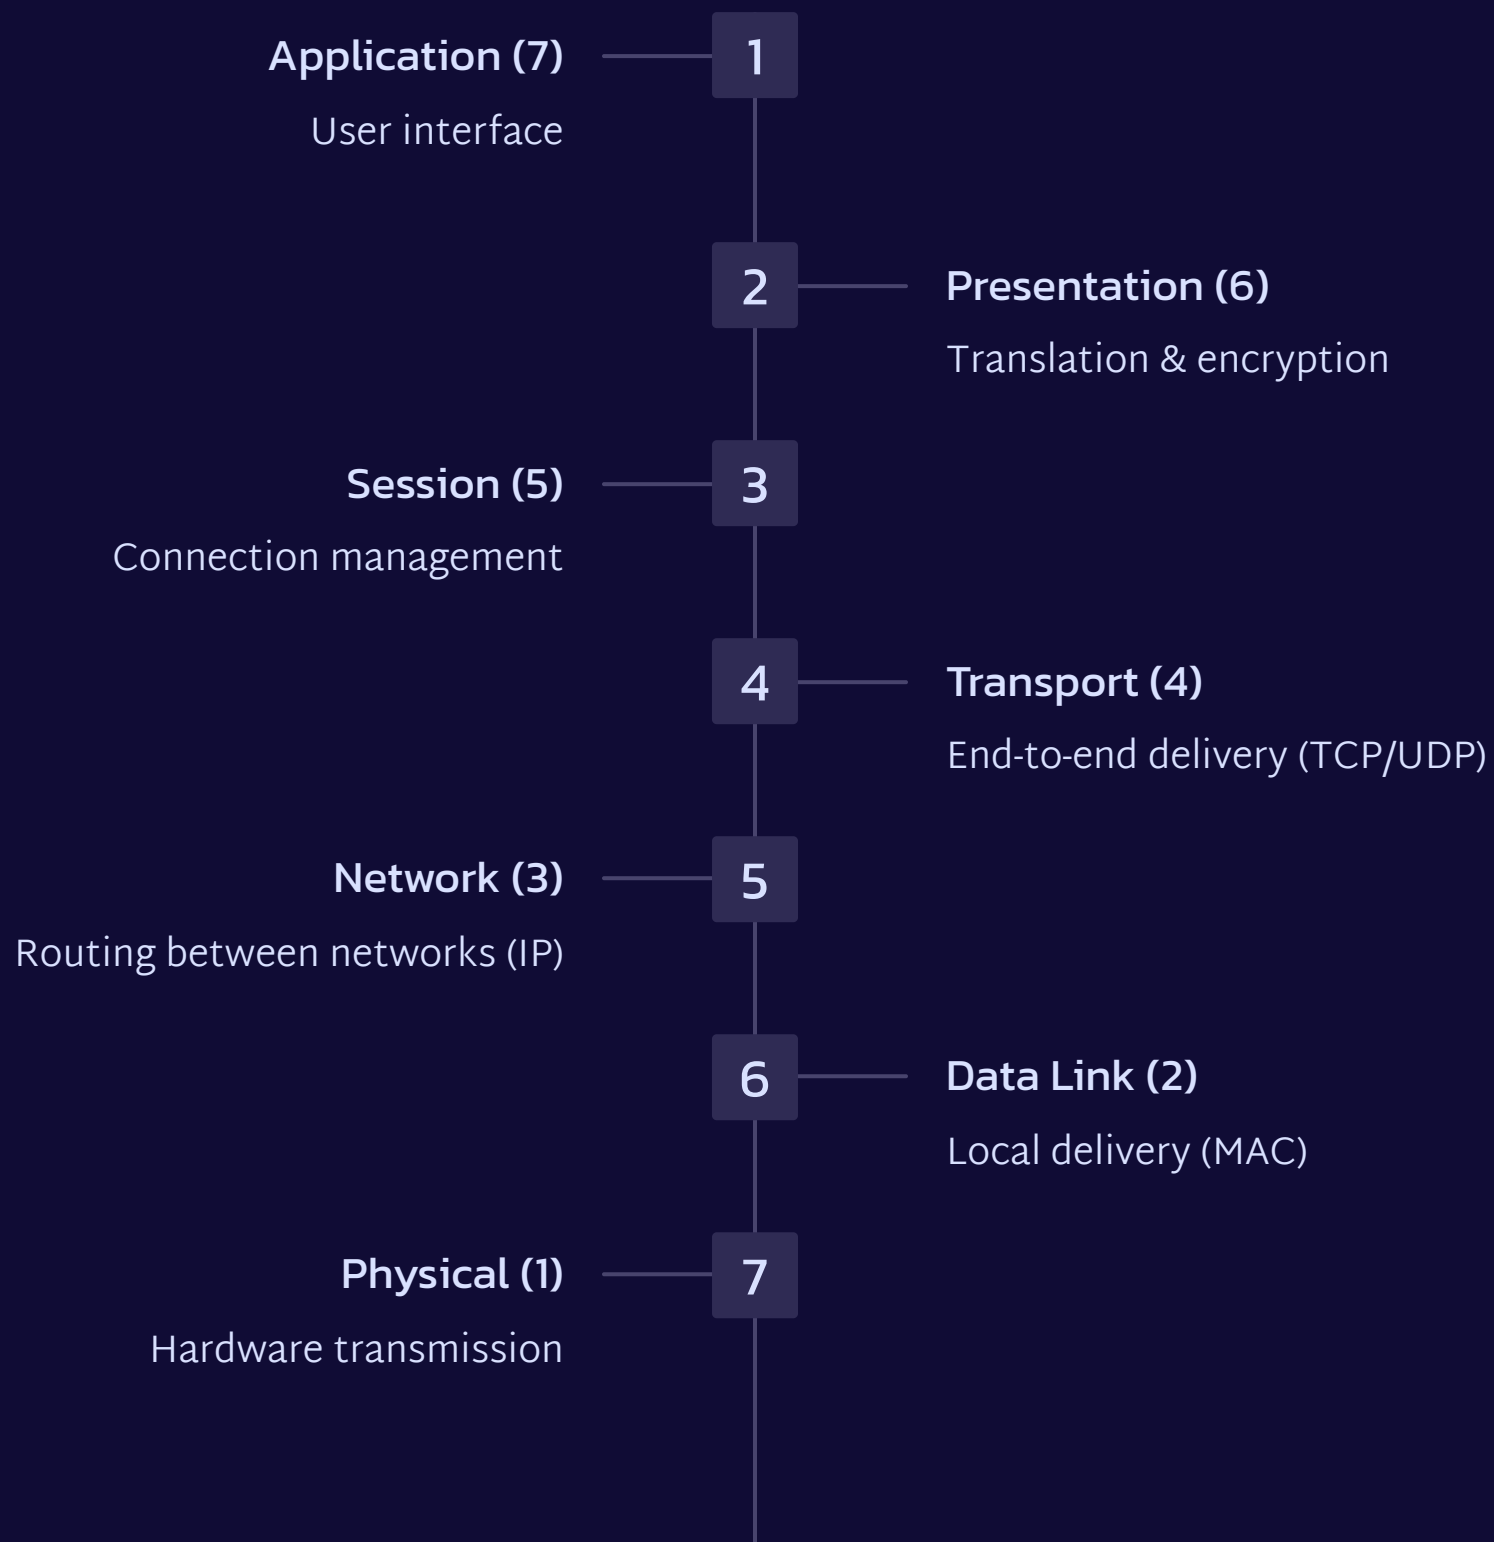 Application (7)
1
User interface
2
Presentation (6)
Translation & encryption
Session (5)
3
Connection management
4
Transport (4)
End-to-end delivery (TCP/UDP)
Network (3)
5
Routing between networks (IP)
6
Data Link (2)
Local delivery (MAC)
Physical (1)
7
Hardware transmission